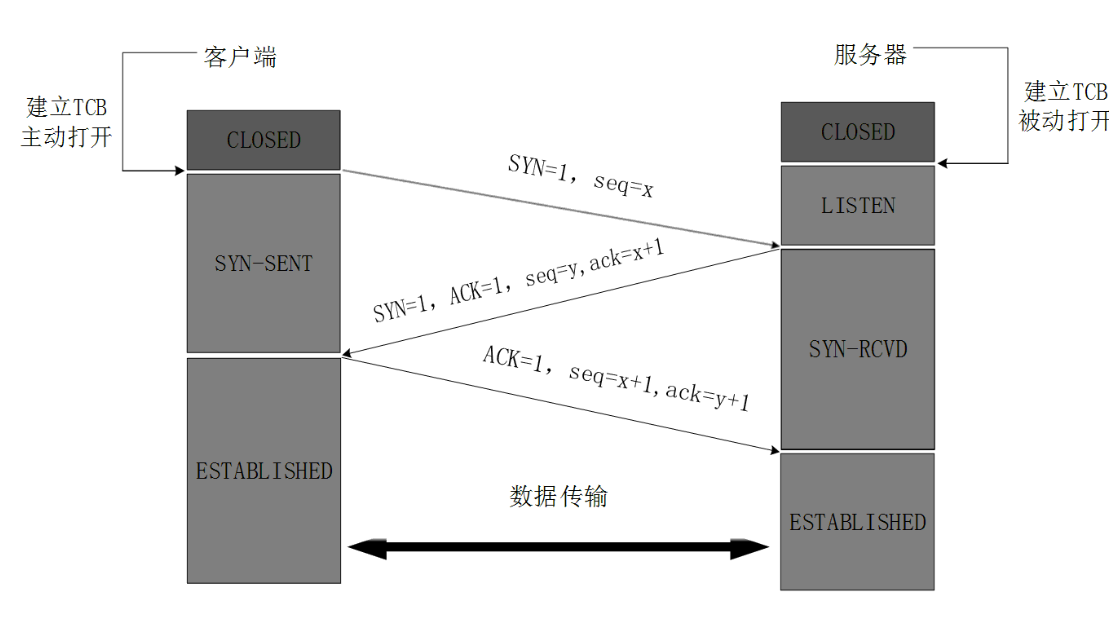 客户端
服务器
建立TCB
主动打开
建立TCB
被动打开
CLOSED
CLOSED
SYN=1，seq=x
LISTEN
SYN-SENT
SYN=1，ACK=1，seq=y,ack=x+1
SYN-RCVD
ACK=1，seq=x+1,ack=y+1
ESTABLISHED
数据传输
ESTABLISHED